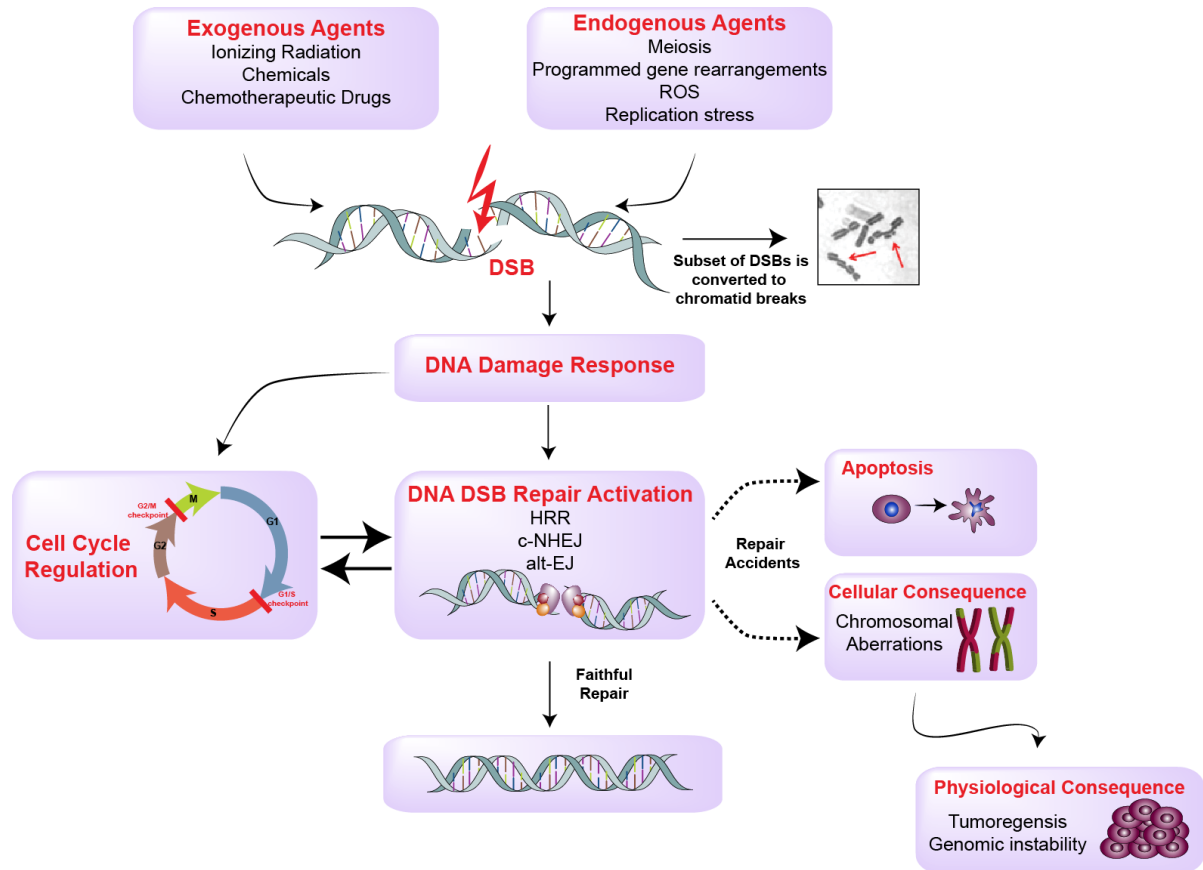 Exogenous Agents
Ionizing Radiation
Chemicals
Chemotherapeutic Drugs
Endogenous Agents
Meiosis
Programmed gene rearrangements
ROS
Replication stress
DSB
Subset of DSBs is
converted to
chromatid breaks
DNA Damage Response
Cell Cycle
Regulation
G2/M
checkpoint
M
G1
G2
S
G1/S
checkpoint
DNA DSB Repair Activation
HRR
c-NHEJ
alt-EJ
Repair
Accidents
Apoptosis
Cellular Consequence
Chromosomal
Aberrations
Faithful
Repair
Physiological Consequence
Tumoregensis
Genomic instability